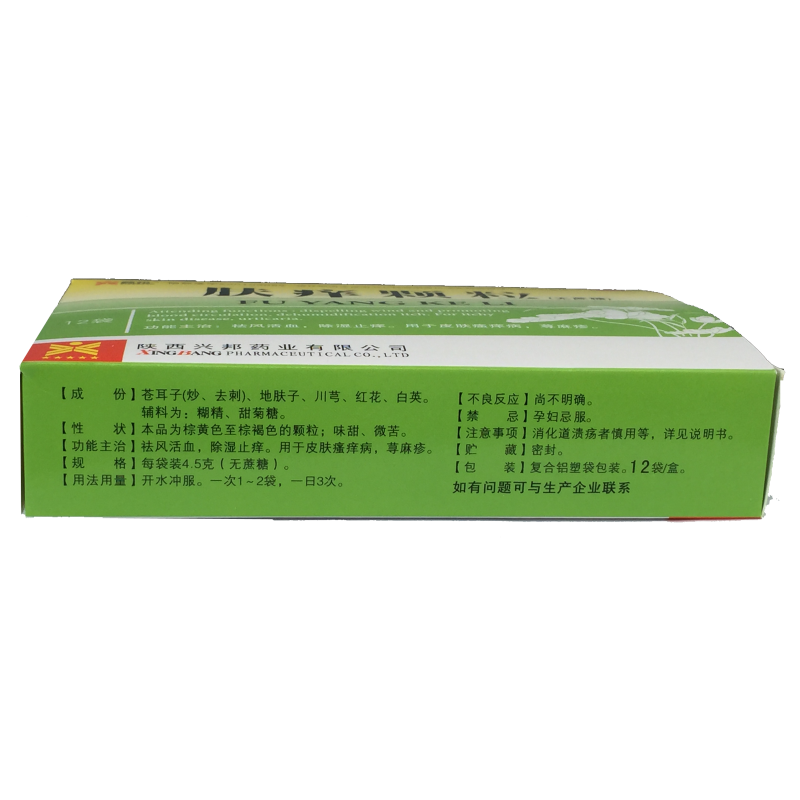 肤痒颗粒
FU YANG KE LI
12袋
功能主治：祛风活血，除湿止痒。用于皮肤瘙痒病，荨麻疹。
陕西兴邦药业有限公司
XINGBANG PHARMACEUTICAL CO., LTD
【成 份】苍耳子(炒、去刺)、地肤子、川芎、红花、白英。
辅料为：糊精、甜菊糖。
【性 状】本品为棕黄色至棕褐色的颗粒；味甜、微苦。
【功能主治】祛风活血，除湿止痒。用于皮肤瘙痒病，荨麻疹。
【规 格】每袋装4.5克（无蔗糖）。
【用法用量】开水冲服。一次1~2袋，一日3次。
【不良反应】尚不明确。
【禁 忌】孕妇忌服。
【注意事项】消化道溃疡者慎用等，详见说明书。
【贮 藏】密封。
【包 装】复合铝塑袋包装。12袋/盒。
如有问题可与生产企业联系